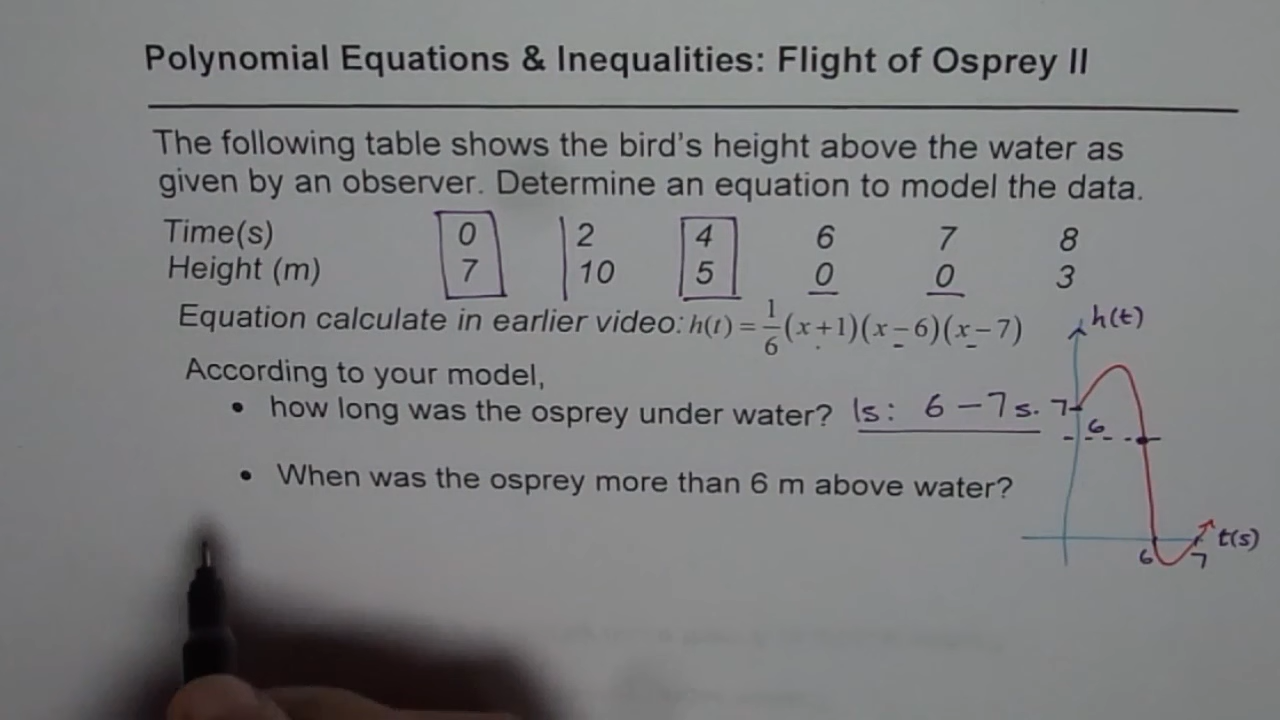 Polynomial Equations & Inequalities: Flight of Osprey II
The following table shows the bird's height above the water as
given by an observer. Determine an equation to model the data.
Time(s) 0 2 4 6 7 8
Height (m) 7 10 5 0 0 3
Equation calculate in earlier video: h(t) = 1/6 (x+1)(x−6)(x−7)
h(t)
According to your model,
• how long was the osprey under water? 1s: 6 – 7 s.
7
6
• When was the osprey more than 6 m above water?
t(s)
6 7